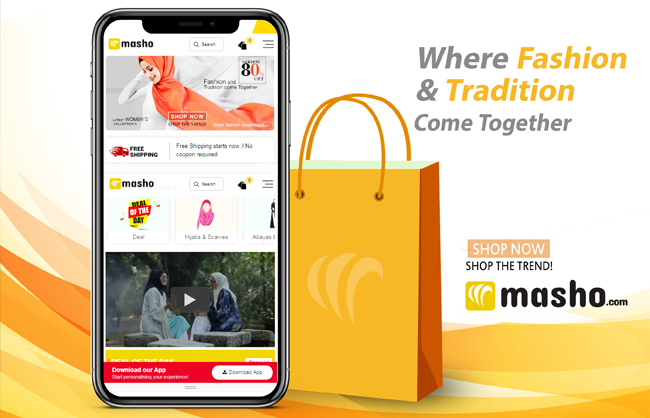 masho
Search
0
80%
OFF
Fashion and
Tradition come Together
LATEST WOMEN'S
SHOP NOW
SHOP THE TREND!
FREE
SHIPPING
Free Shipping starts now..! No
coupon required
masho
Search
0
DEAL
OF THE
DAY
Deal
Hijabs & Scarves
Abayas &
DEAL OF THE DAY
Download our App
Start personalising your experience!
Download App
Where Fashion
& Tradition
Come Together
SHOP NOW
SHOP THE TREND!
masho.com